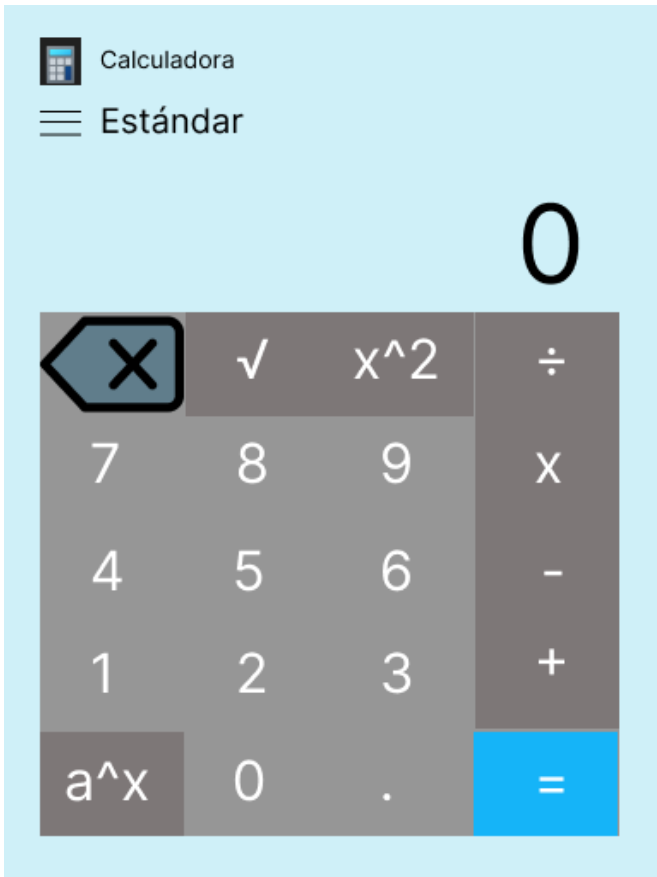 Calculadora
Estándar
0
X √ x^2 ÷
7 8 9 x
4 5 6 -
1 2 3 +
a^x 0 . =